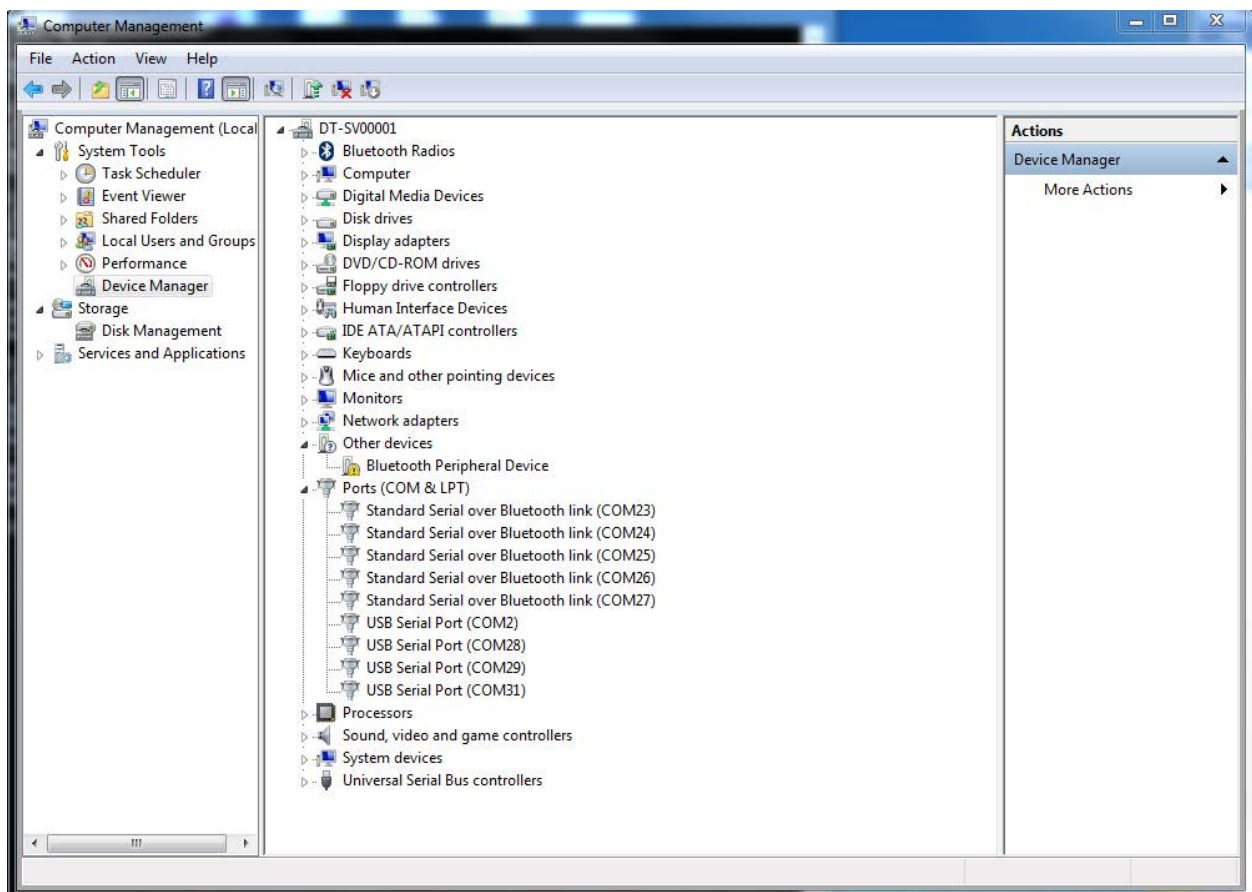 Computer Management
File Action View Help
Computer Management (Local
System Tools
Task Scheduler
Event Viewer
Shared Folders
Local Users and Groups
Performance
Device Manager
Storage
Disk Management
Services and Applications
DT-SV00001
Bluetooth Radios
Computer
Digital Media Devices
Disk drives
Display adapters
DVD/CD-ROM drives
Floppy drive controllers
Human Interface Devices
IDE ATA/ATAPI controllers
Keyboards
Mice and other pointing devices
Monitors
Network adapters
Other devices
Bluetooth Peripheral Device
Ports (COM & LPT)
Standard Serial over Bluetooth link (COM23)
Standard Serial over Bluetooth link (COM24)
Standard Serial over Bluetooth link (COM25)
Standard Serial over Bluetooth link (COM26)
Standard Serial over Bluetooth link (COM27)
USB Serial Port (COM2)
USB Serial Port (COM28)
USB Serial Port (COM29)
USB Serial Port (COM31)
Processors
Sound, video and game controllers
System devices
Universal Serial Bus controllers
Actions
Device Manager
More Actions